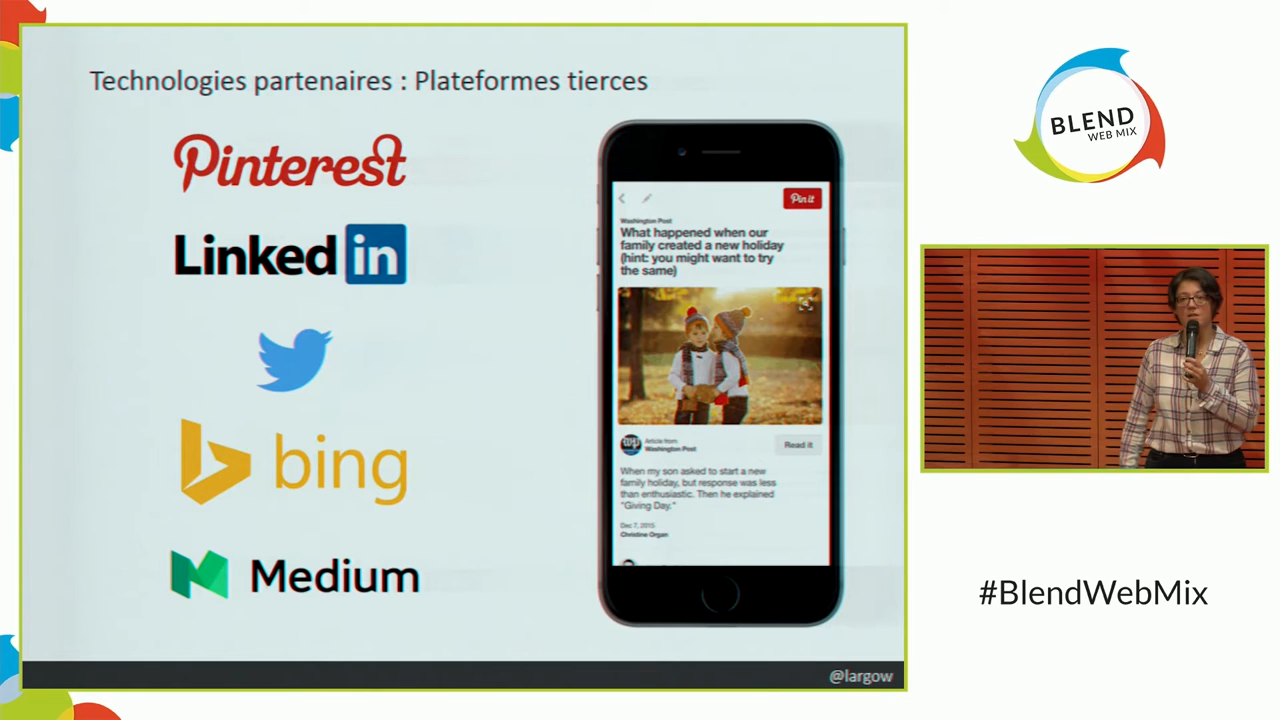 Technologies partenaires : Plateformes tierces
Pinterest
Linked in
bing
Medium
Pin it
Washington Post
What happened when our
family created a new holiday
(hint: you might want to try
the same)
Article from
Washington Post
Read it
When my son asked to start a new
family holiday, but response was less
than enthusiastic. Then he explained
"Giving Day."
Dec 7, 2015
Christine Organ
@largow
BLEND
WEB MIX
#BlendWebMix